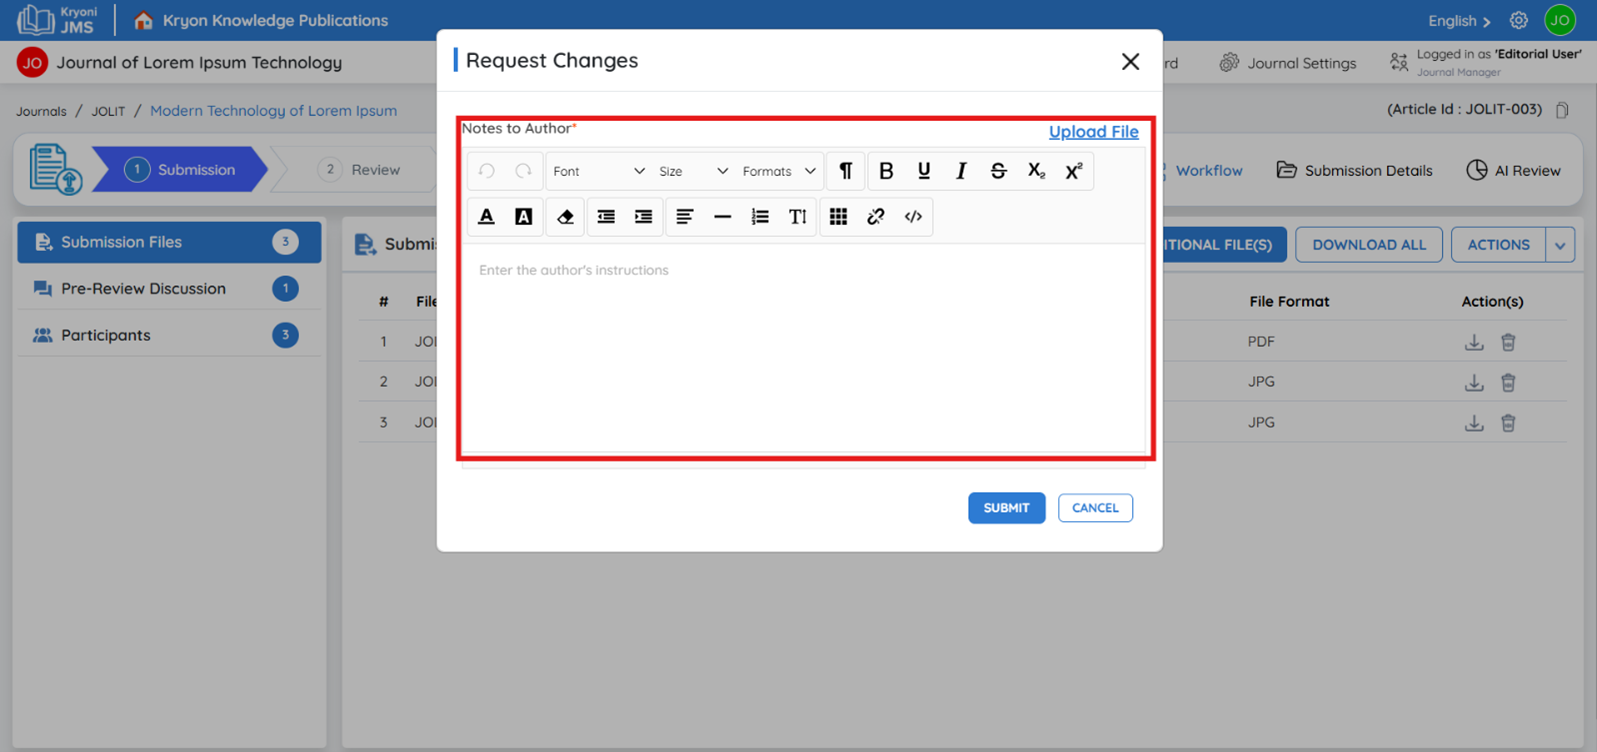 Kryoni
JMS
Kryon Knowledge Publications
English
JO
JO
Journal of Lorem Ipsum Technology
rd
Journal Settings
Logged in as 'Editorial User'
Journal Manager
Journals / JOLIT / Modern Technology of Lorem Ipsum
(Article Id : JOLIT-003)
1 Submission
2 Review
Workflow
Submission Details
AI Review
Submission Files 3
Pre-Review Discussion 1
Participants 3
Submi
ITIONAL FILE(S)
DOWNLOAD ALL
ACTIONS
# File File Format Action(s)
1 JOI PDF
2 JOI JPG
3 JOI JPG
Request Changes
Notes to Author*
Upload File
Font Size Formats ¶ B U I S X₂ X²
A A T </>
Enter the author's instructions
SUBMIT
CANCEL